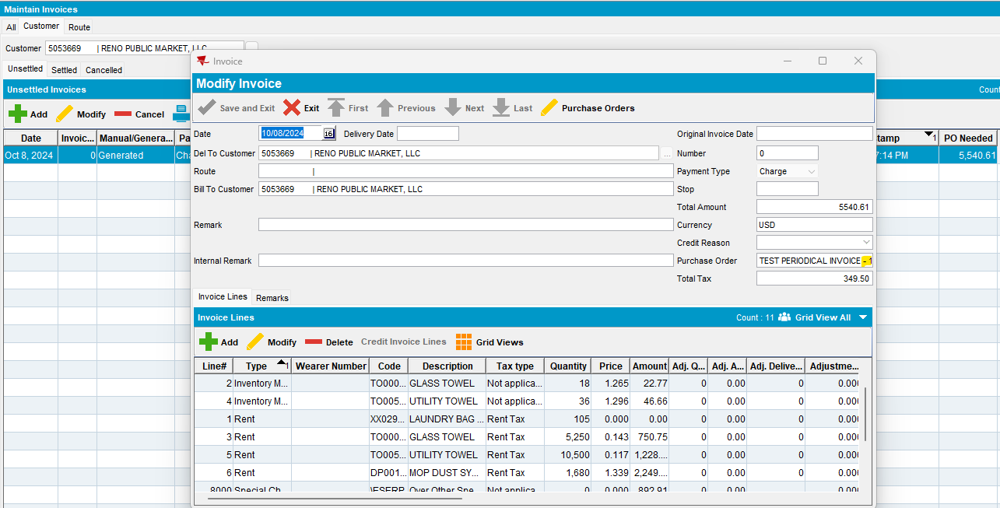 Maintain Invoices
All Customer Route
Customer 5053669 | RENO PUBLIC MARKET, LLC
Unsettled Settled Cancelled
Unsettled Invoices Count
Add Modify Cancel
Date Invoic... Manual/Genera... Pa tamp 1 PO Needed
Oct 8, 2024 0 Generated Cha 7:14 PM 5,540.61
Invoice
Modify Invoice
Save and Exit Exit First Previous Next Last Purchase Orders
Date 10/08/2024 16 Delivery Date Original Invoice Date
Del To Customer 5053669 | RENO PUBLIC MARKET, LLC ... Number 0
Route | Payment Type Charge
Bill To Customer 5053669 | RENO PUBLIC MARKET, LLC Stop
Total Amount 5540.61
Remark Currency USD
Credit Reason
Internal Remark Purchase Order TEST PERIODICAL INVOICE - 1
Total Tax 349.50
Invoice Lines Remarks
Invoice Lines Count : 11 Grid View All
Add Modify Delete Credit Invoice Lines Grid Views
Line# Type 1 Wearer Number Code Description Tax type Quantity Price Amount Adj. Q... Adj. A... Adj. Delive... Adjustme...
2 Inventory M... TO000... GLASS TOWEL Not applica... 18 1.265 22.77 0 0.00 0 0.00
4 Inventory M... TO005... UTILITY TOWEL Not applica... 36 1.296 46.66 0 0.00 0 0.00
1 Rent XX029... LAUNDRY BAG ... Rent Tax 105 0.000 0.00 0 0.00 0 0.00
3 Rent TO000... GLASS TOWEL Rent Tax 5,250 0.143 750.75 0 0.00 0 0.00
5 Rent TO005... UTILITY TOWEL Rent Tax 10,500 0.117 1,228.... 0 0.00 0 0.00
6 Rent DP001... MOP DUST SY... Rent Tax 1,680 1.339 2,249.... 0 0.00 0 0.00
8000 Special Ch... \FSERP... Over Other Spe... Not applica... 0 0.000 892.91 0 0.00 0 0.00